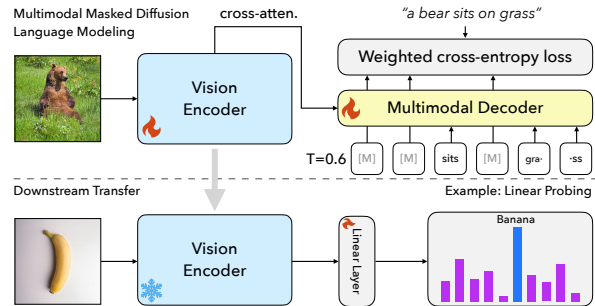 Multimodal Masked Diffusion
Language Modeling
cross-atten.
"a bear sits on grass"
Vision
Encoder
Weighted cross-entropy loss
Multimodal Decoder
T=0.6
[M]
[M]
sits
[M]
gra·
·ss
Downstream Transfer
Example: Linear Probing
Vision
Encoder
Linear Layer
Banana